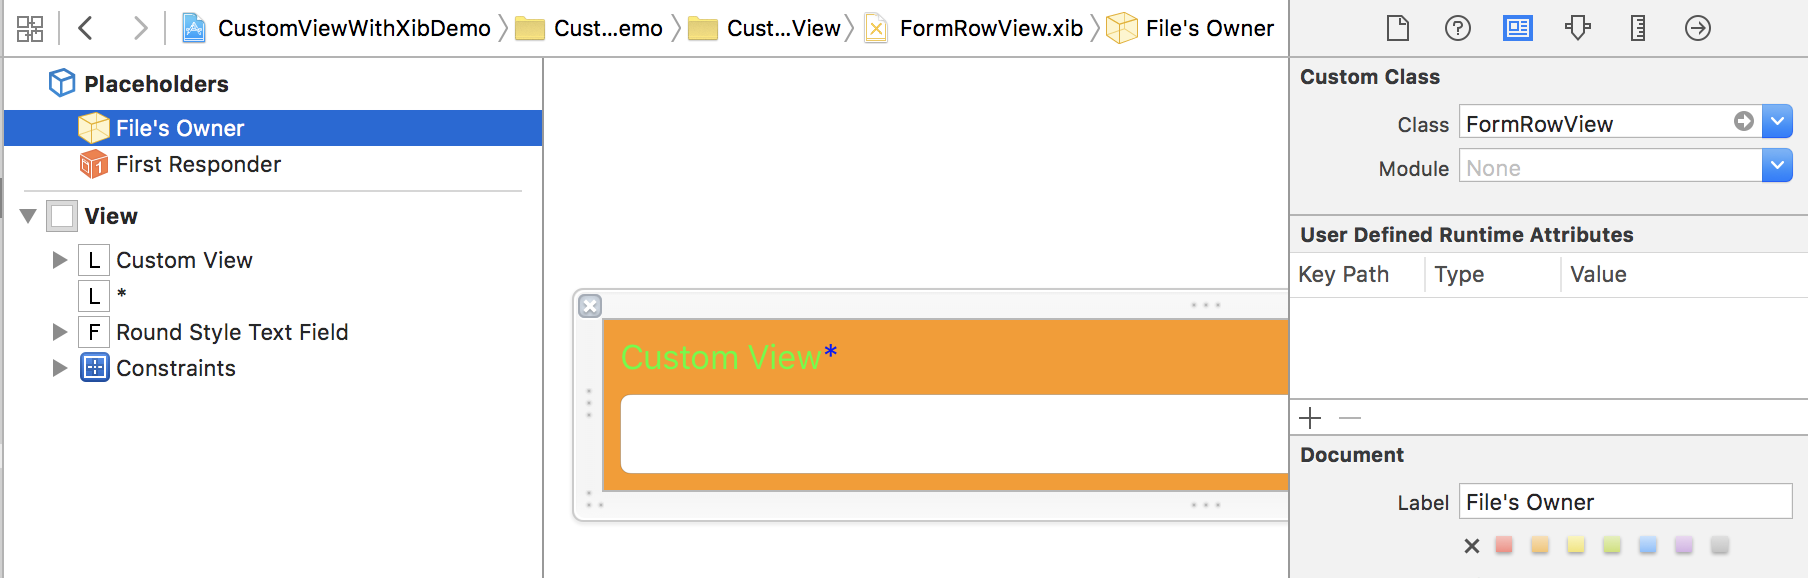 CustomViewWithXibDemo Cust...emo Cust...View FormRowView.xib File's Owner
Placeholders
File's Owner
First Responder
View
L Custom View
L *
F Round Style Text Field
Constraints
Custom View*
Custom Class
Class FormRowView
Module None
User Defined Runtime Attributes
Key Path Type Value
Document
Label File's Owner